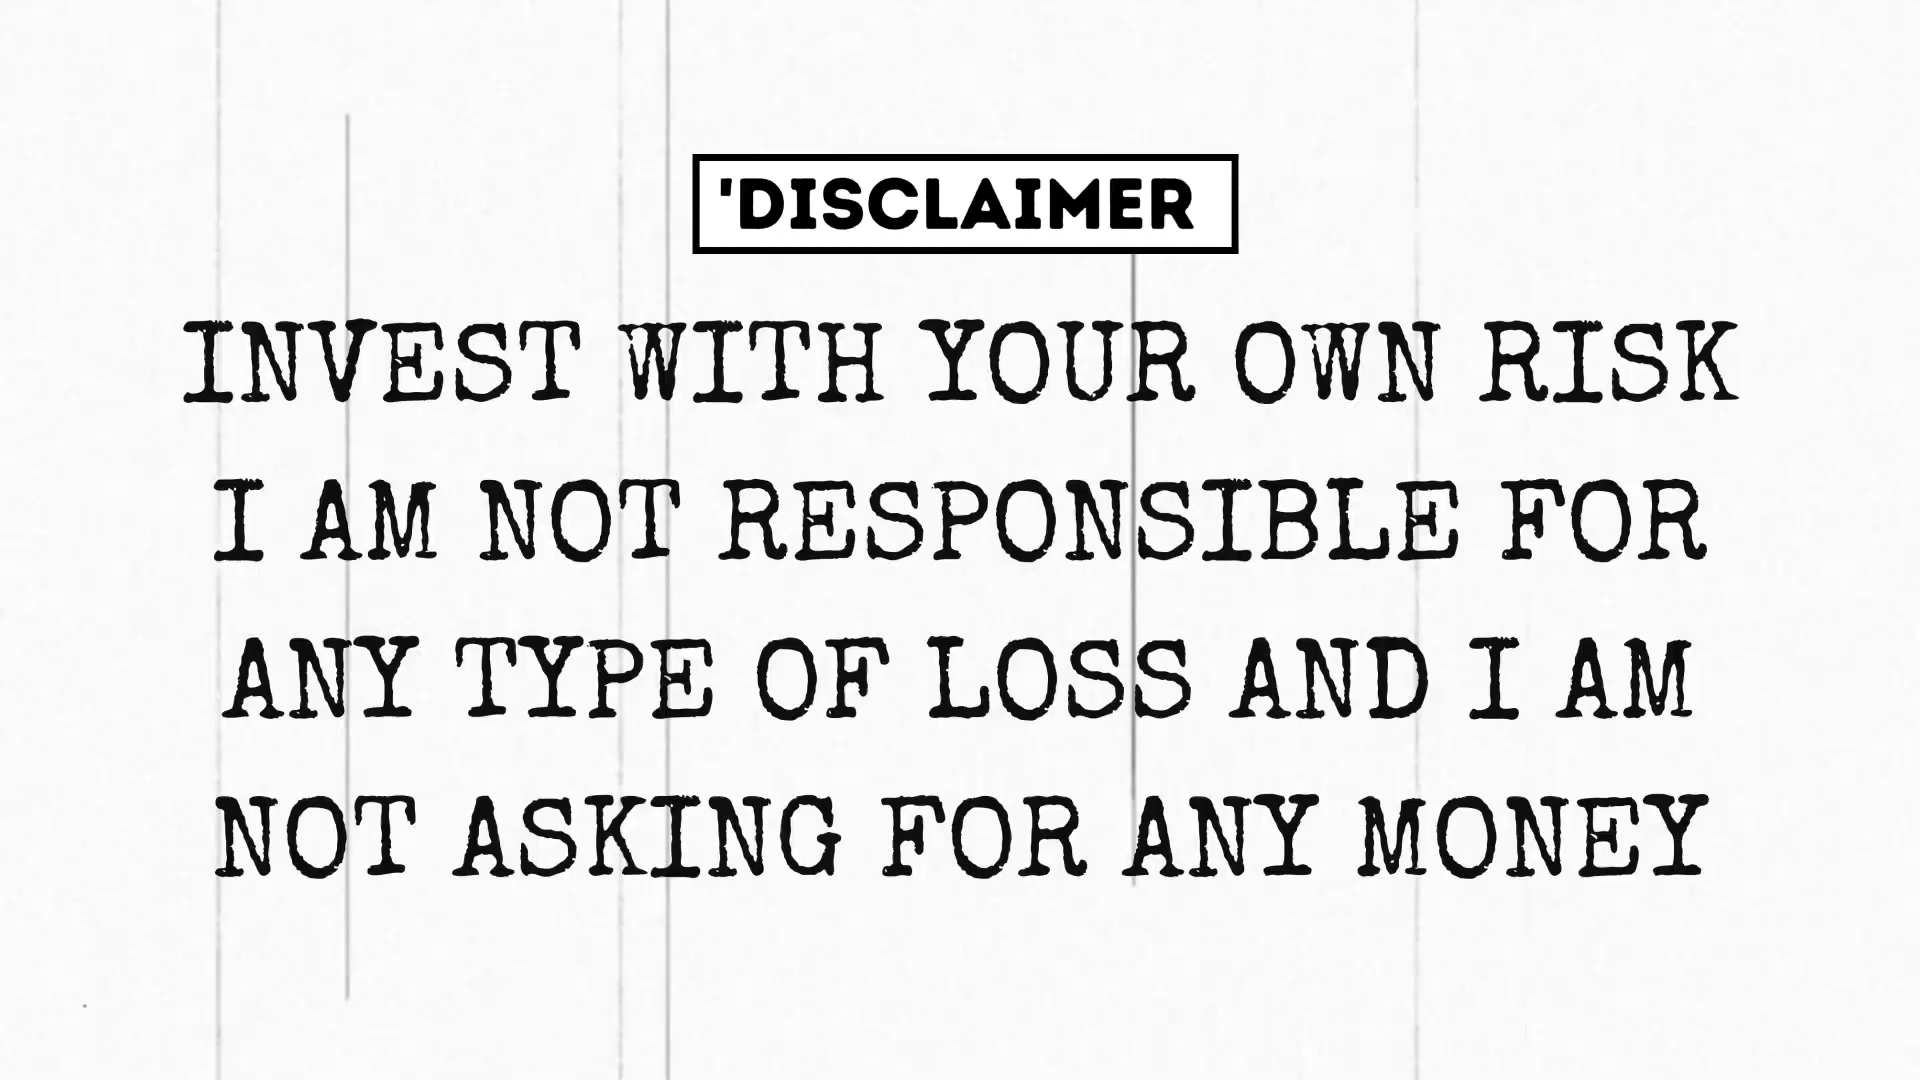 'DISCLAIMER
INVEST WITH YOUR OWN RISK
I AM NOT RESPONSIBLE FOR
ANY TYPE OF LOSS AND I AM
NOT ASKING FOR ANY MONEY